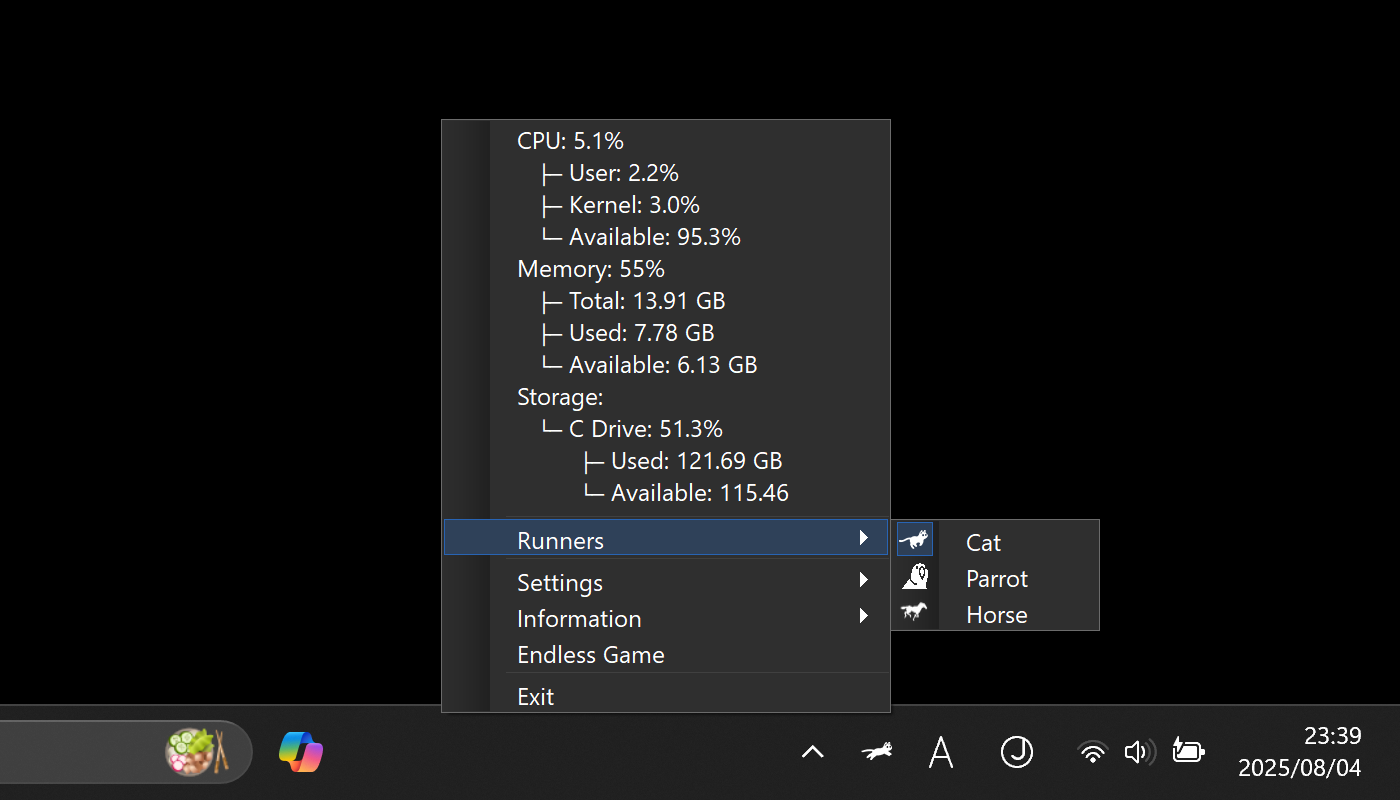 CPU: 5.1%
├─ User: 2.2%
├─ Kernel: 3.0%
└─ Available: 95.3%
Memory: 55%
├─ Total: 13.91 GB
├─ Used: 7.78 GB
└─ Available: 6.13 GB
Storage:
└─ C Drive: 51.3%
├─ Used: 121.69 GB
└─ Available: 115.46
Runners
Cat
Parrot
Horse
Settings
Information
Endless Game
Exit
A
J
23:39
2025/08/04